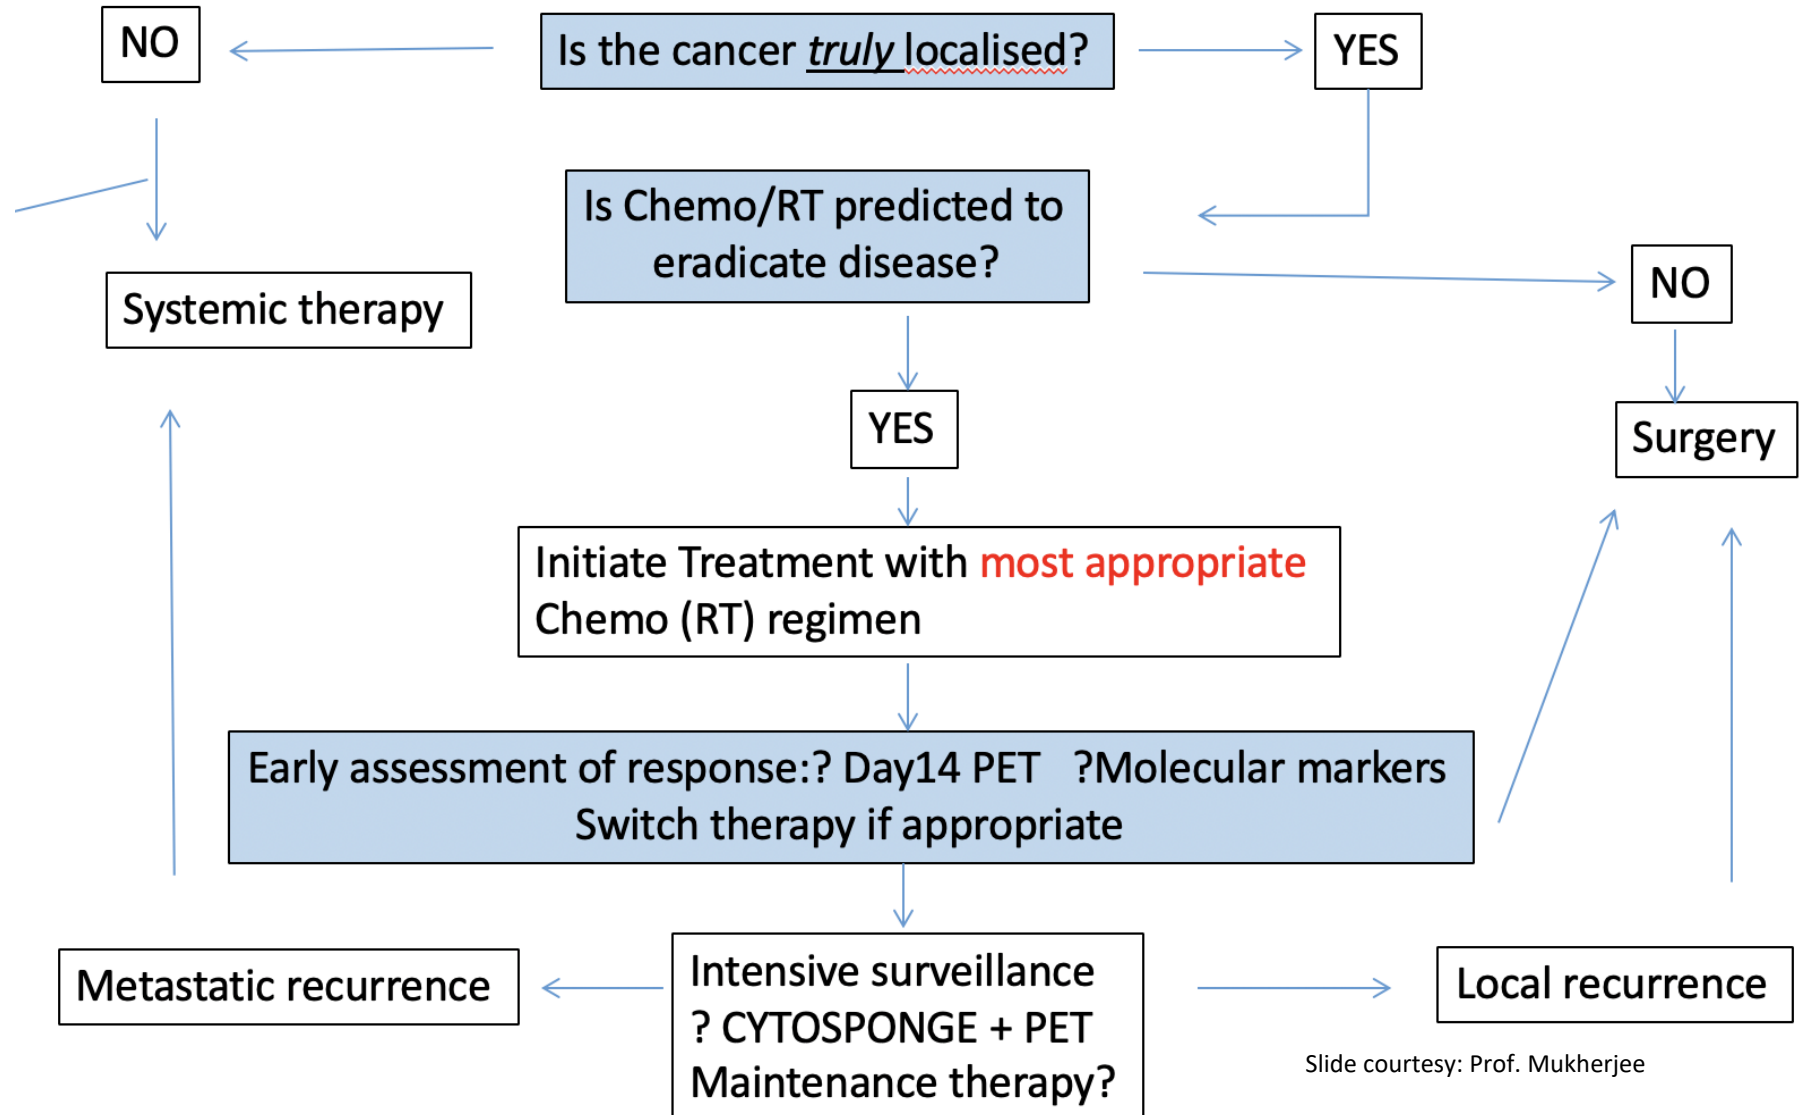 NO
Is the cancer truly localised?
YES
Is Chemo/RT predicted to
eradicate disease?
NO
Systemic therapy
YES
Surgery
Initiate Treatment with most appropriate
Chemo (RT) regimen
Early assessment of response:? Day14 PET ?Molecular markers
Switch therapy if appropriate
Metastatic recurrence
Intensive surveillance
? CYTOSPONGE + PET
Maintenance therapy?
Local recurrence
Slide courtesy: Prof. Mukherjee